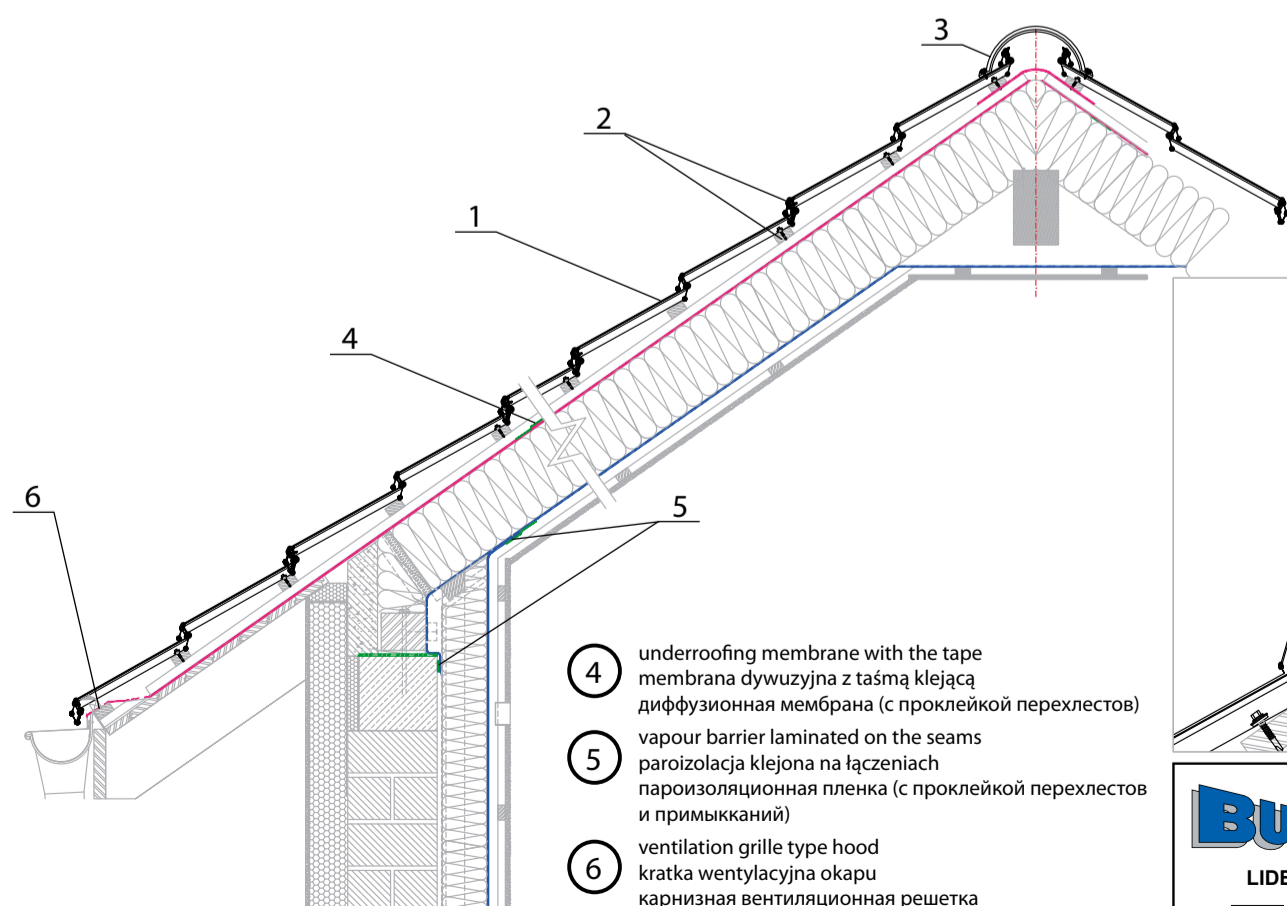 3
2
1
4
6
5
4
underroofing membrane with the tape
membrana dywuzyjna z taśmą klejącą
диффузионная мембрана (с проклейкой перехлестов)
5
vapour barrier laminated on the seams
paroizolacja klejona na łączeniach
пароизоляционная пленка (с проклейкой перехлестов
и примыкканий)
6
ventilation grille type hood
kratka wentylacyjna okapu
карнизная вентиляционная решетка
Bu
LIDE